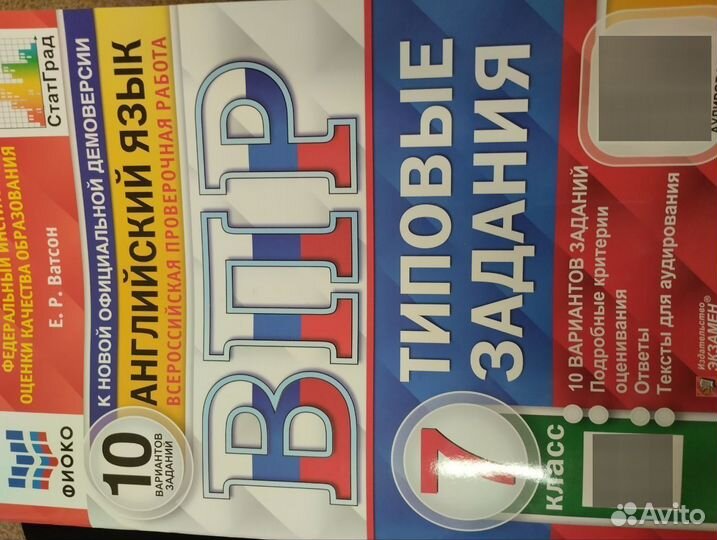 ФИОКО
ФЕДЕРАЛЬНЫЙ
ОЦЕНКИ КАЧЕСТВА ОБРАЗОВАНИЯ
Е. Р. Ватсон
СтатГрад
10
ВАРИАНТОВ
ЗАДАНИЙ
К НОВОЙ ОФИЦИАЛЬНОЙ ДЕМОВЕРСИИ
АНГЛИЙСКИЙ ЯЗЫК
ВСЕРОССИЙСКАЯ ПРОВЕРОЧНАЯ РАБОТА
ВПР
7
класс
ТИПОВЫЕ
ЗАДАНИЯ
10 ВАРИАНТОВ ЗАДАНИЙ
Подробные критерии
оценивания
Ответы
Тексты для аудирования
Издательство
ЭКЗАМЕН®
Avito